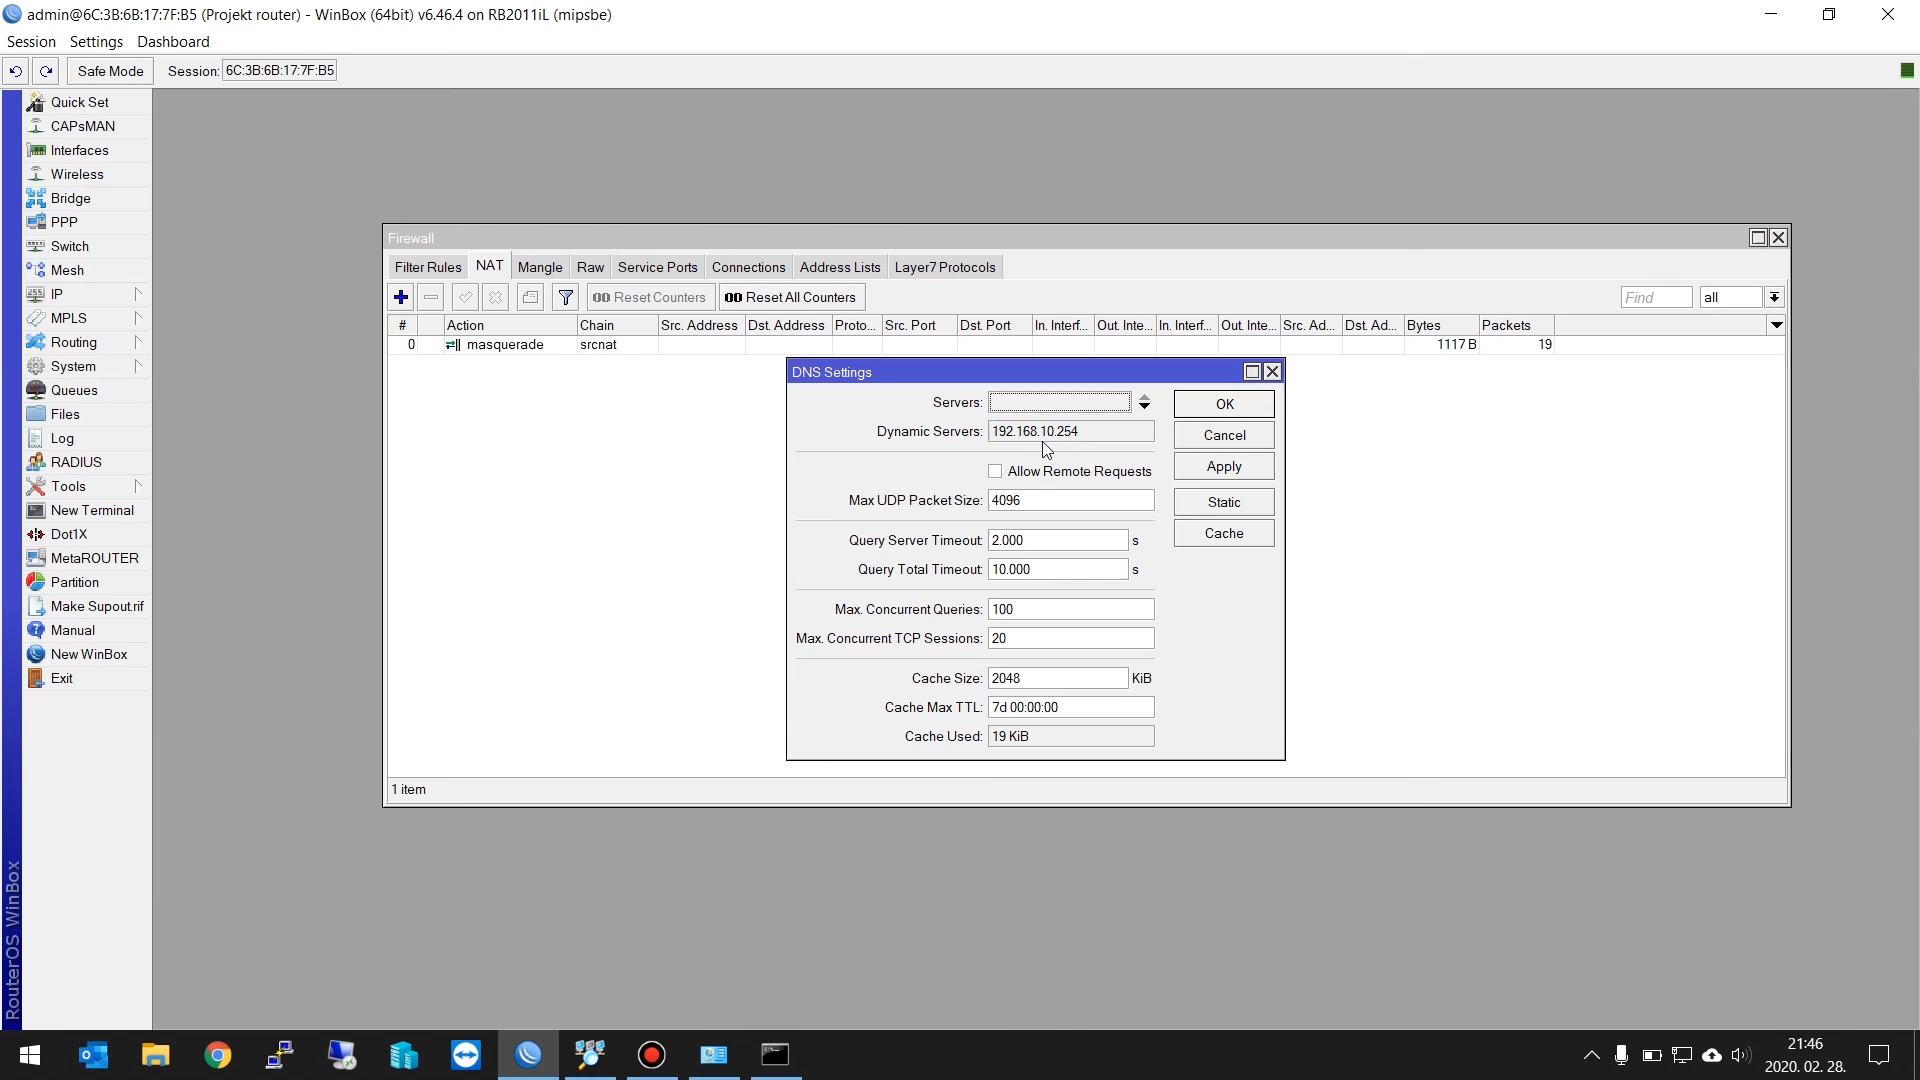 admin@6C:3B:6B:17:7F:B5 (Projekt router) - WinBox (64bit) v6.46.4 on RB2011iL (mipsbe)
Session Settings Dashboard
Safe Mode Session: 6C:3B:6B:17:7F:B5
Quick Set
CAPsMAN
Interfaces
Wireless
Bridge
PPP
Switch
Mesh
IP
MPLS
Routing
System
Queues
Files
Log
RADIUS
Tools
New Terminal
Dot1X
MetaROUTER
Partition
Make Supout.rif
Manual
New WinBox
Exit
RouterOS WinBox
Firewall
Filter Rules NAT Mangle Raw Service Ports Connections Address Lists Layer7 Protocols
00 Reset Counters 00 Reset All Counters Find all
# Action Chain Src. Address Dst. Address Proto... Src. Port Dst. Port In. Interf... Out. Inte... In. Interf... Out. Inte... Src. Ad... Dst. Ad... Bytes Packets
0 masquerade srcnat 1117 B 19
DNS Settings
Servers:
Dynamic Servers: 192.168.10.254
Allow Remote Requests
Max UDP Packet Size: 4096
Query Server Timeout: 2.000 s
Query Total Timeout: 10.000 s
Max. Concurrent Queries: 100
Max. Concurrent TCP Sessions: 20
Cache Size: 2048 KiB
Cache Max TTL: 7d 00:00:00
Cache Used: 19 KiB
OK
Cancel
Apply
Static
Cache
1 item
21:46
2020. 02. 28.